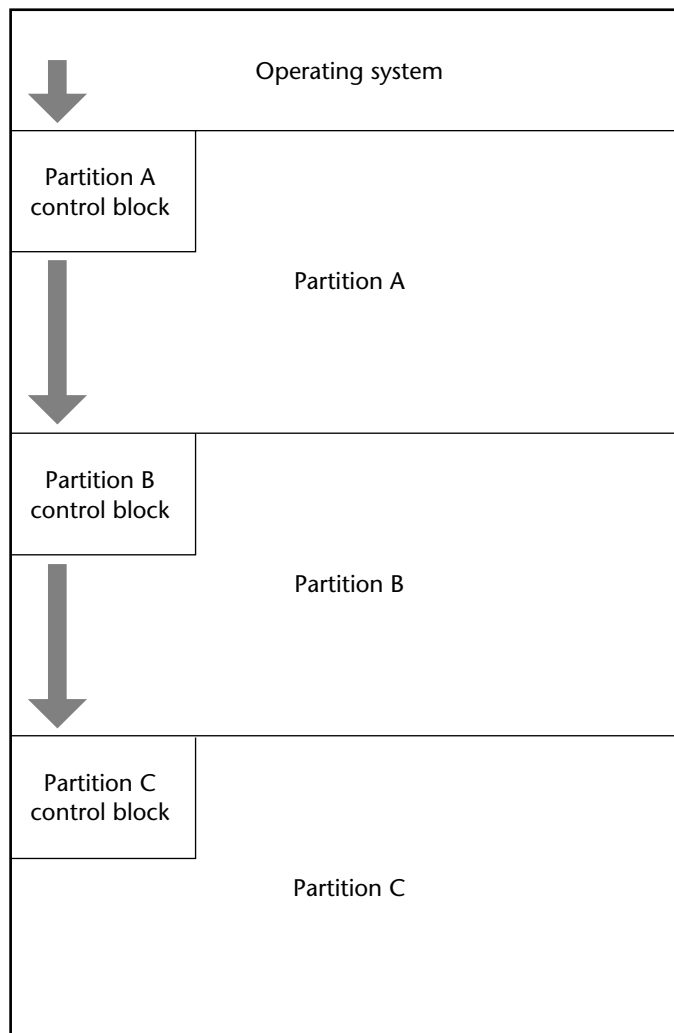 Operating system
Partition A
control block
Partition A
Partition B
control block
Partition B
Partition C
control block
Partition C